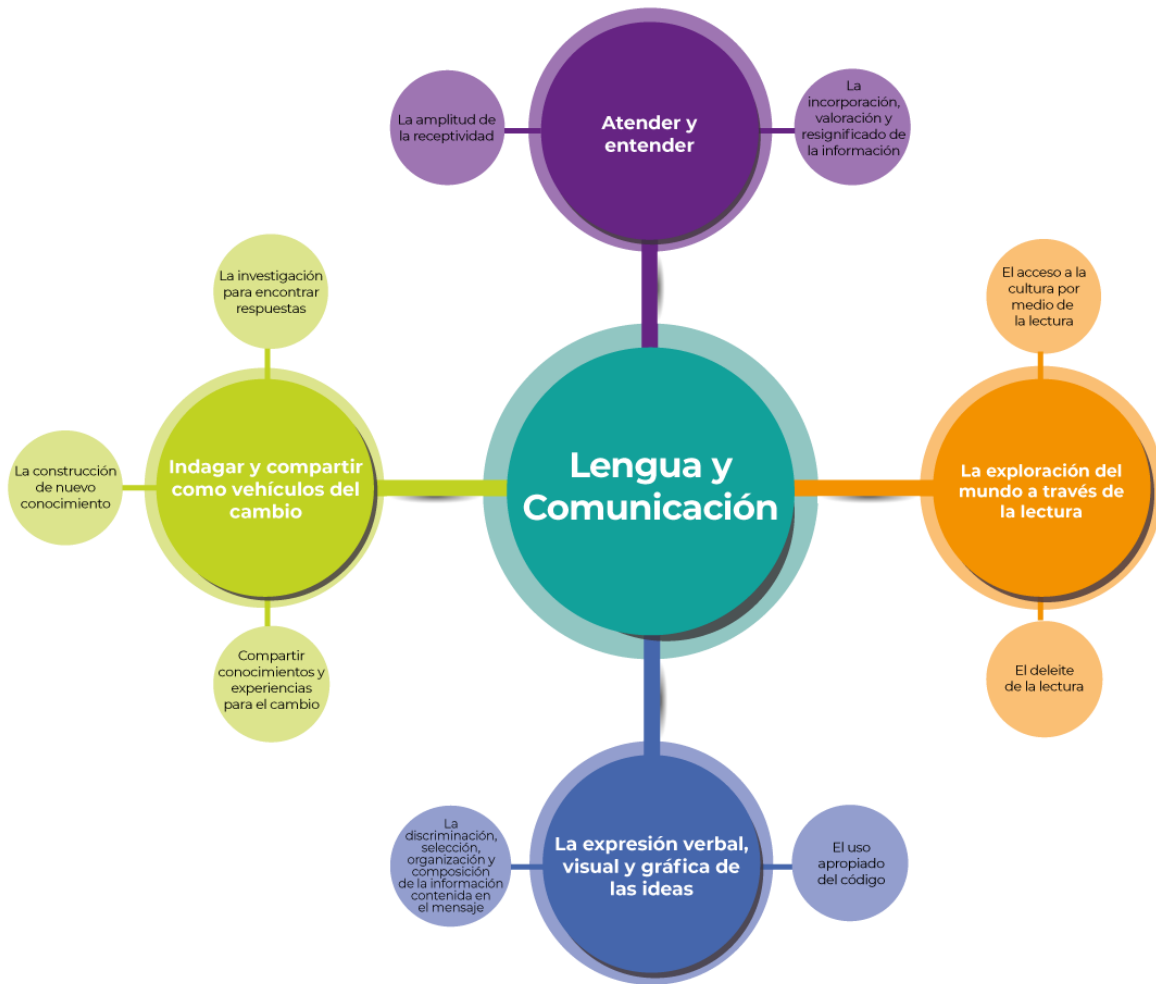 La amplitud de
la receptividad
Atender y
entender
La
incorporación,
valoración y
resignificado de
la información
La investigación
para encontrar
respuestas
El acceso a la
cultura por
medio de
la lectura
La construcción
de nuevo
conocimiento
Indagar y compartir
como vehículos del
cambio
Lengua y
Comunicación
La exploración del
mundo a través de
la lectura
Compartir
conocimientos y
experiencias
para el cambio
El deleite
de la lectura
La
discriminación,
selección,
organización y
composición
de la información
contenida en
el mensaje
La expresión verbal,
visual y gráfica de
las ideas
El uso
apropiado
del código